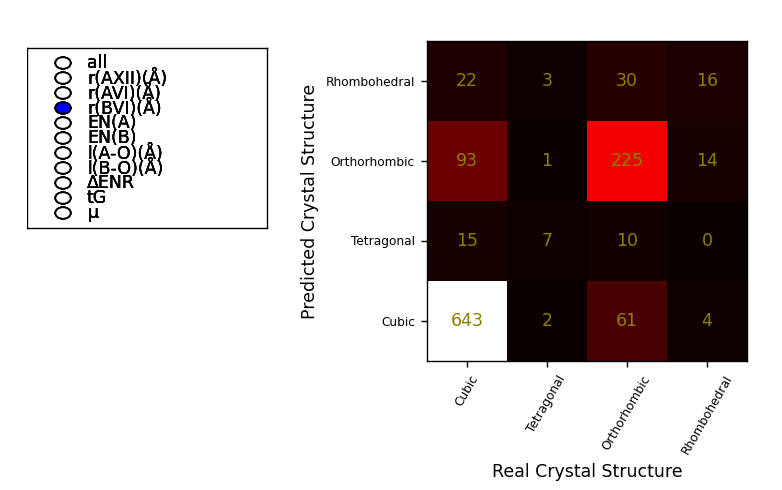 all
r(AXII)(Å)
r(AVI)(Å)
r(BVI)(Å)
EN(A)
EN(B)
l(A-O)(Å)
l(B-O)(Å)
ΔENR
tG
μ
Predicted Crystal Structure
Rhombohedral 22 3 30 16
Orthorhombic 93 1 225 14
Tetragonal 15 7 10 0
Cubic 643 2 61 4
Cubic Tetragonal Orthorhombic Rhombohedral
Real Crystal Structure